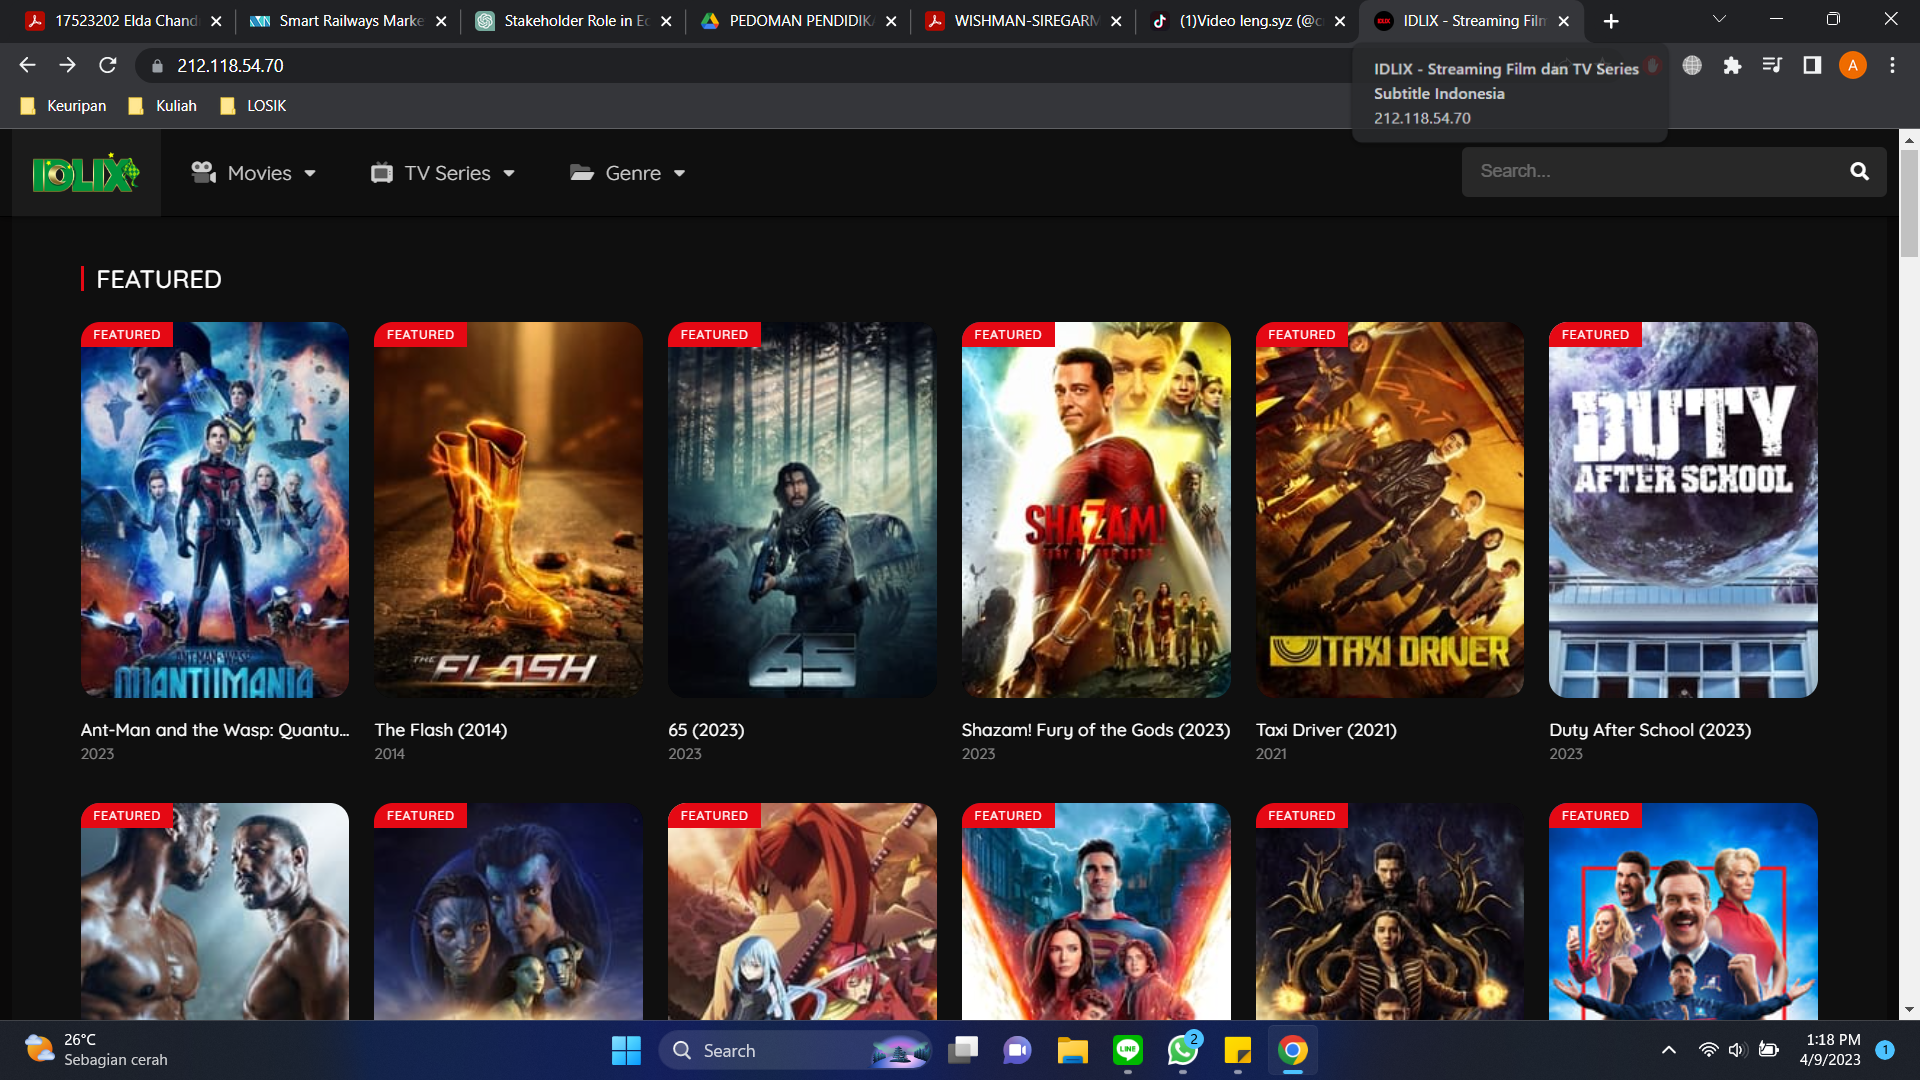 17523202 Elda Chand
Smart Railways Marke
Stakeholder Role in Ec
PEDOMAN PENDIDIKA
WISHMAN-SIREGARM
(1)Video leng.syz (@c
IDLIX - Streaming Film
212.118.54.70
IDLIX - Streaming Film dan TV Series
Subtitle Indonesia
212.118.54.70
A
Keuripan
Kuliah
LOSIK
IDLIX
Movies
TV Series
Genre
Search...
FEATURED
FEATURED
FEATURED
FEATURED
FEATURED
FEATURED
FEATURED
ANT-MAN AND THE WASP
QUANTUMANIA
THE FLASH
65
SHAZAM!
FURY OF THE GODS
TAXI DRIVER
DUTY
AFTER SCHOOL
Ant-Man and the Wasp: Quantu...
2023
The Flash (2014)
2014
65 (2023)
2023
Shazam! Fury of the Gods (2023)
2023
Taxi Driver (2021)
2021
Duty After School (2023)
2023
FEATURED
FEATURED
FEATURED
FEATURED
FEATURED
FEATURED
26°C
Sebagian cerah
Search
LINE
2
1:18 PM
4/9/2023
1